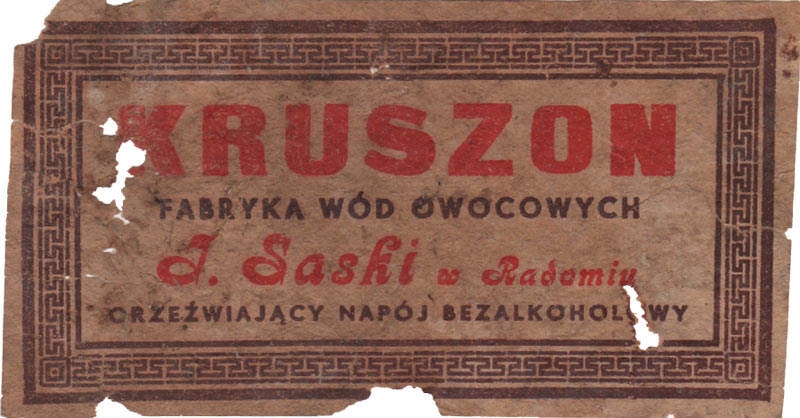 KRUSZON
FABRYKA WÓD OWOCOWYCH
J. Saski w Radomiu
ORZEŹWIAJĄCY NAPÓJ BEZALKOHOLOWY